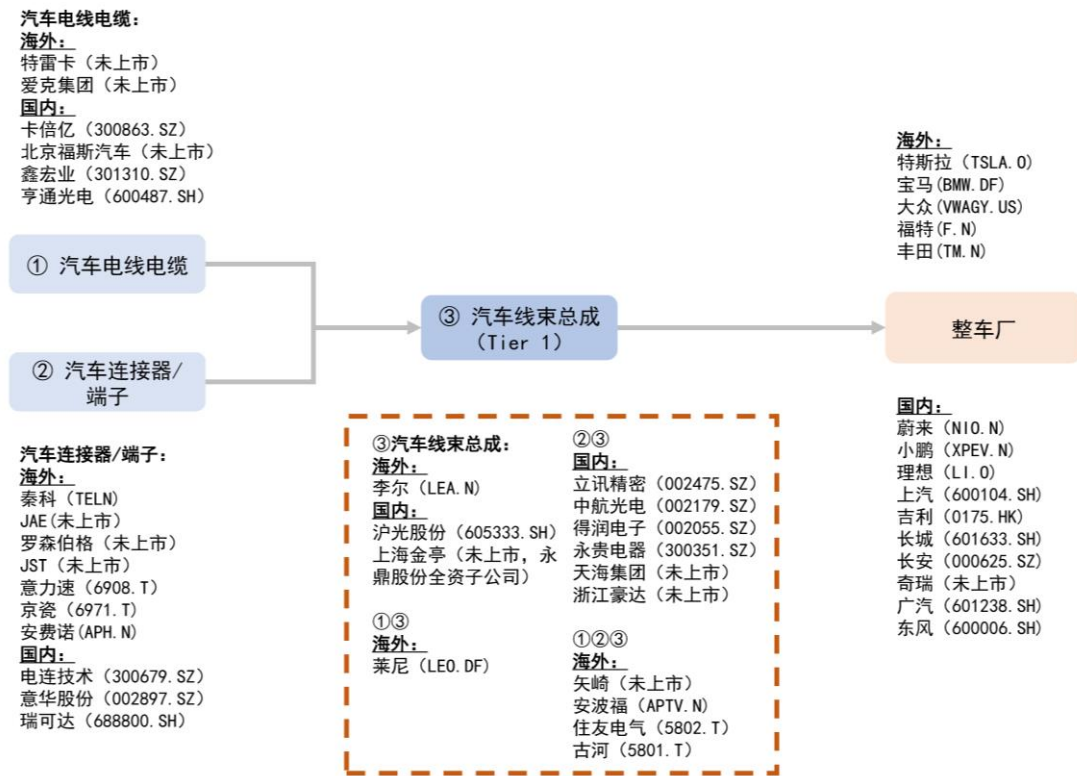 汽车电线电缆：
海外：
特雷卡（未上市）
爱克集团（未上市）
国内：
卡倍亿（300863.SZ）
北京福斯汽车（未上市）
鑫宏业（301310.SZ）
亨通光电（600487.SH）
① 汽车电线电缆
② 汽车连接器/
端子
汽车连接器/端子：
海外：
秦科（TELN）
JAE(未上市）
罗森伯格（未上市）
JST（未上市）
意力速（6908.T）
京瓷（6971.T）
安费诺(APH.N)
国内：
电连技术（300679.SZ）
意华股份（002897.SZ）
瑞可达（688800.SH）
③ 汽车线束总成
（Tier 1）
③汽车线束总成：
海外：
李尔（LEA.N）
国内：
沪光股份（605333.SH）
上海金亭（未上市，永
鼎股份全资子公司）
①③
海外：
莱尼（LEO.DF）
②③
国内：
立讯精密（002475.SZ）
中航光电（002179.SZ）
得润电子（002055.SZ）
永贵电器（300351.SZ）
天海集团（未上市）
浙江豪达（未上市）
①②③
海外：
矢崎（未上市）
安波福（APTV.N）
住友电气（5802.T）
古河（5801.T）
海外：
特斯拉（TSLA.O）
宝马(BMW.DF)
大众(VWAGY.US)
福特(F.N)
丰田(TM.N)
整车厂
国内：
蔚来（NIO.N）
小鹏（XPEV.N）
理想（LI.O）
上汽（600104.SH）
吉利（0175.HK）
长城（601633.SH）
长安（000625.SZ）
奇瑞（未上市）
广汽（601238.SH）
东风（600006.SH）